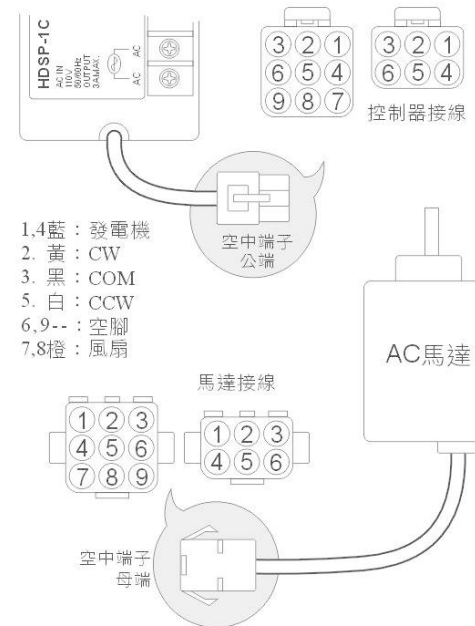 HDSP-1C
AC IN
110V
50/60Hz
OUTPUT
3AMAX.
AC
AC
3 2 1
6 5 4
9 8 7
3 2 1
6 5 4
控制器接線
空中端子
公端
1,4藍：發電機
2. 黃：CW
3. 黑：COM
5. 白：CCW
6,9--：空腳
7,8橙：風扇
AC馬達
馬達接線
1 2 3
4 5 6
7 8 9
1 2 3
4 5 6
空中端子
母端